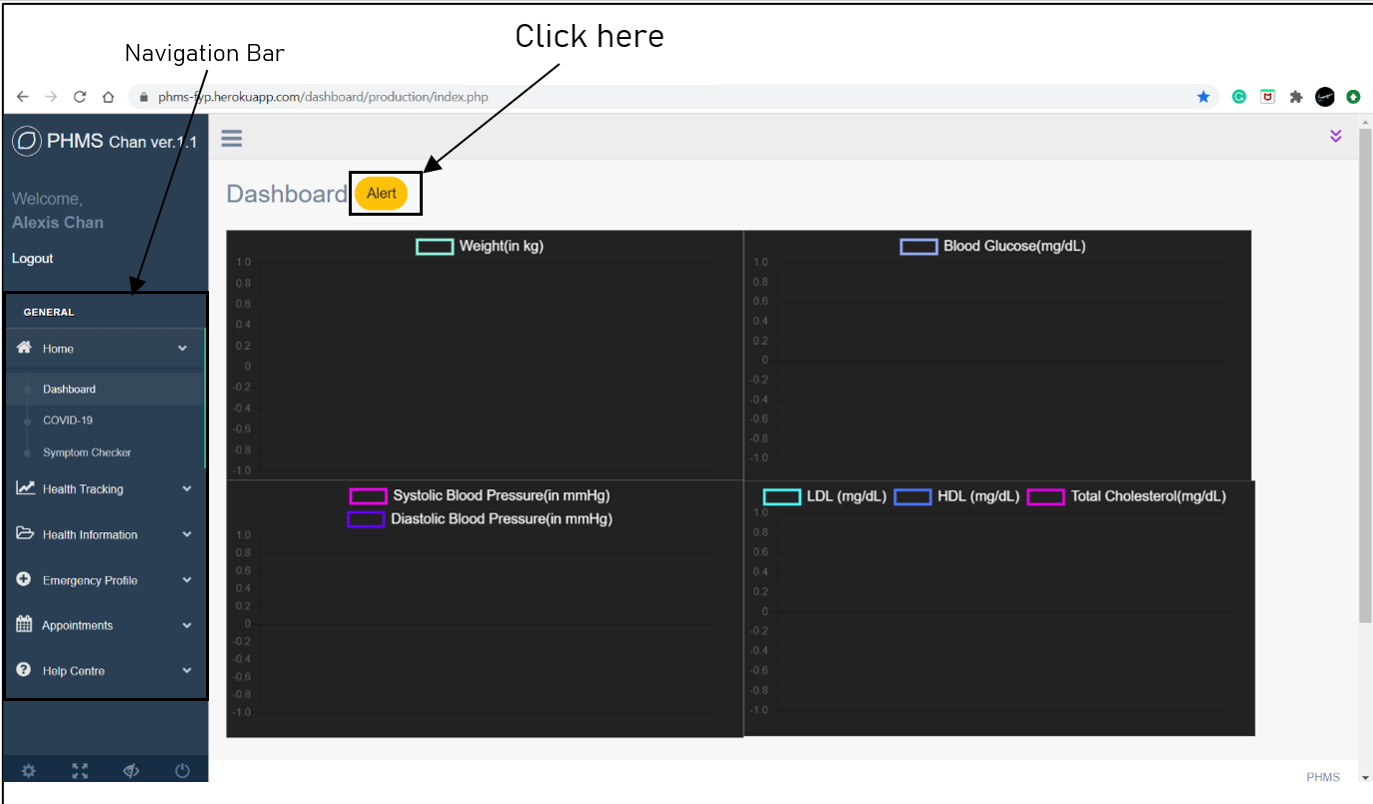 Click here
Navigation Bar
phms-fyp.herokuapp.com/dashboard/production/index.php
PHMS Chan ver.1.1
Welcome,
Alexis Chan
Logout
GENERAL
Home
Dashboard
COVID-19
Symptom Checker
Health Tracking
Health Information
Emergency Profile
Appointments
Help Centre
Dashboard Alert
Weight(in kg)
1.0
0.8
0.6
0.4
0.2
0
-0.2
-0.4
-0.6
-0.8
-1.0
Blood Glucose(mg/dL)
1.0
0.8
0.6
0.4
0.2
0
-0.2
-0.4
-0.6
-0.8
-1.0
Systolic Blood Pressure(in mmHg)
Diastolic Blood Pressure(in mmHg)
1.0
0.8
0.6
0.4
0.2
0
-0.2
-0.4
-0.6
-0.8
-1.0
LDL (mg/dL) HDL (mg/dL) Total Cholesterol(mg/dL)
1.0
0.8
0.6
0.4
0.2
0
-0.2
-0.4
-0.6
-0.8
-1.0
PHMS